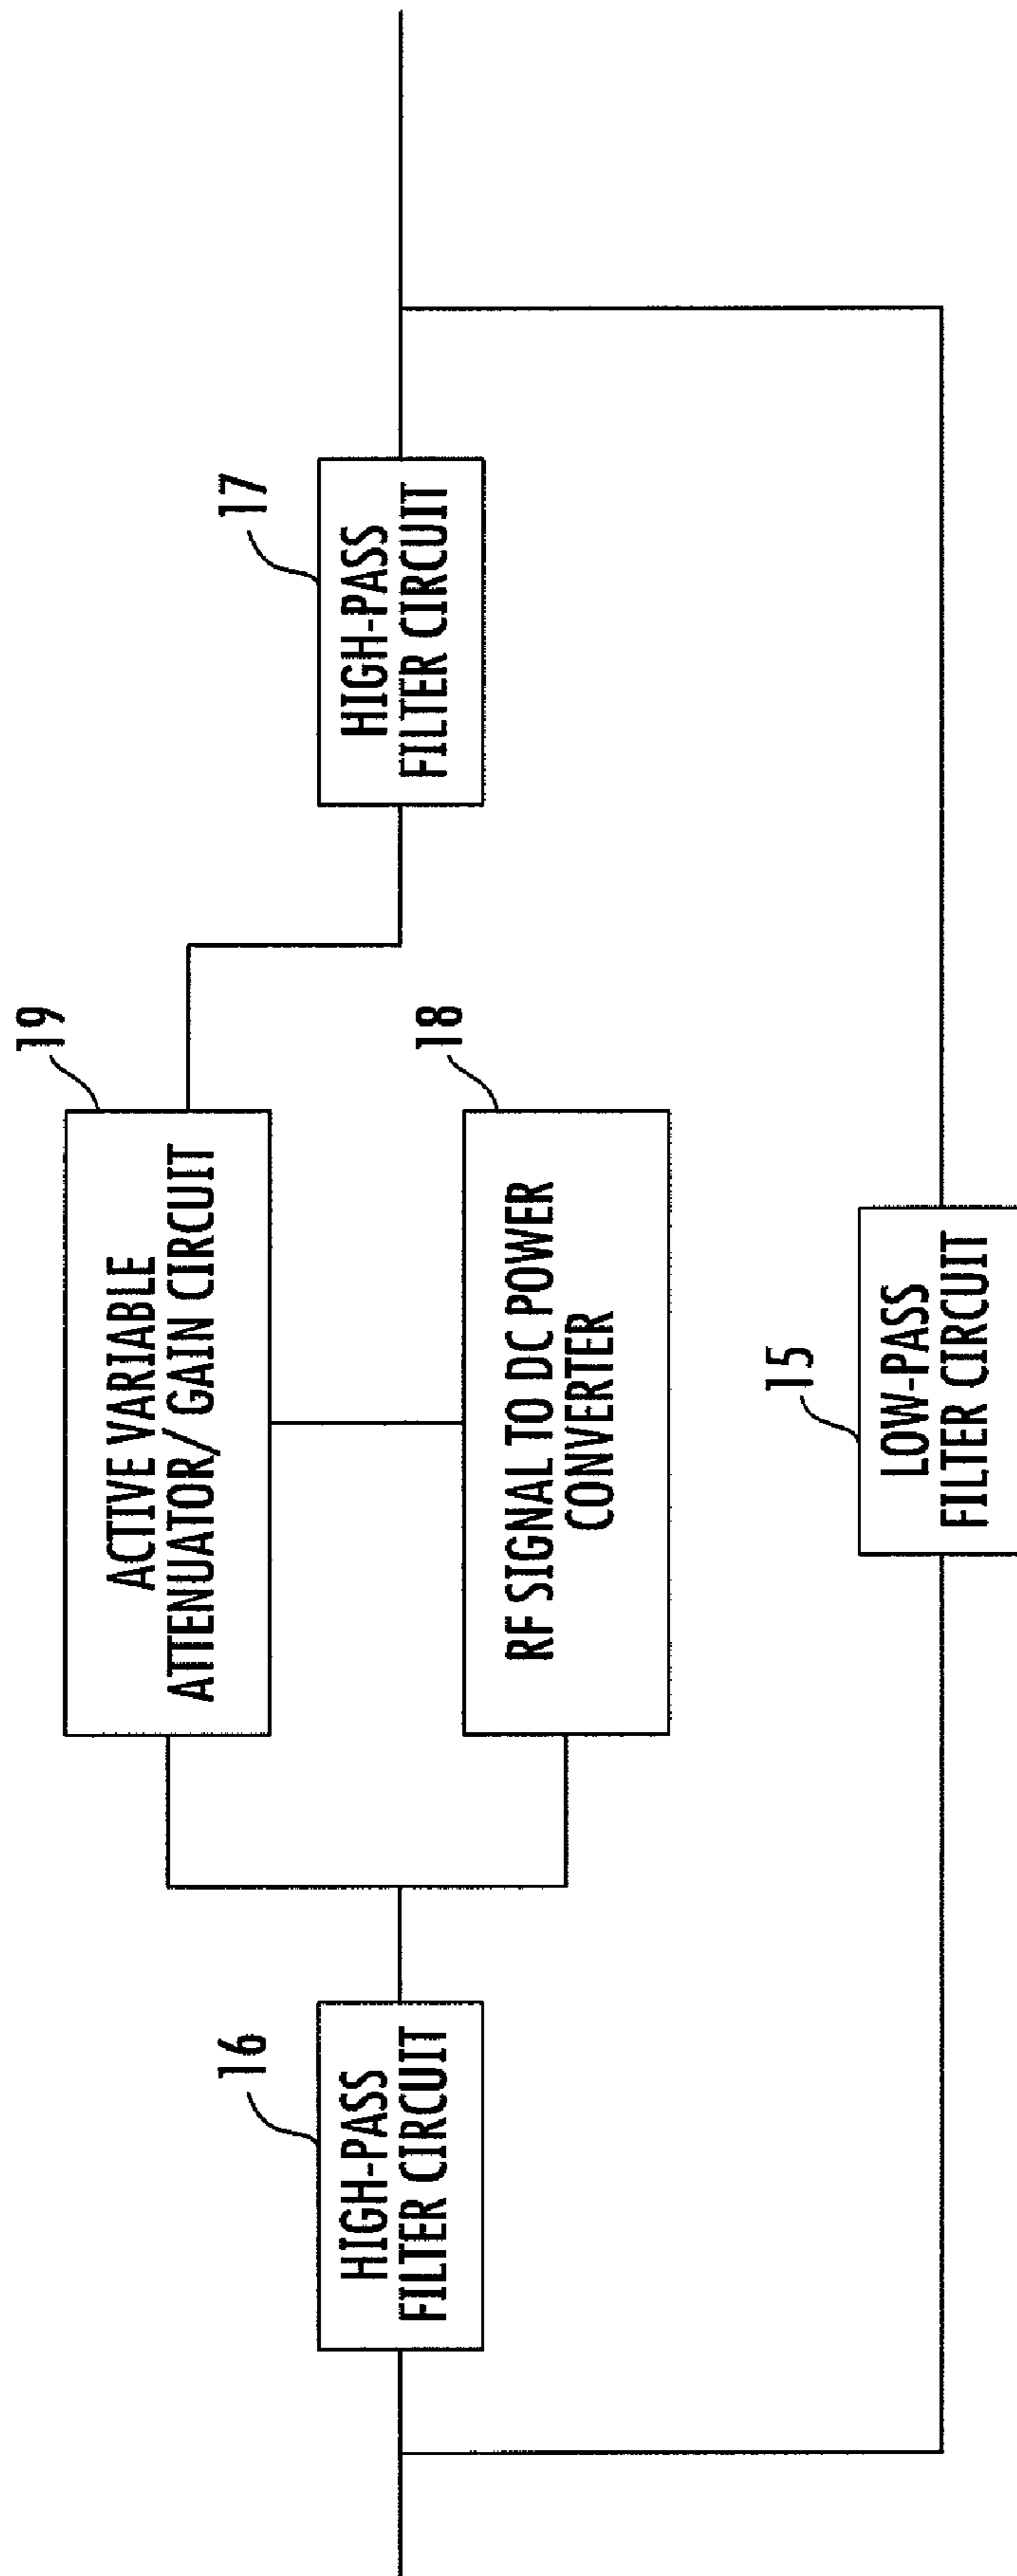 19
ACTIVE VARIABLE
ATTENUATOR/ GAIN CIRCUIT
16
HIGH-PASS
FILTER CIRCUIT
17
HIGH-PASS
FILTER CIRCUIT
18
RF SIGNAL TO DC POWER
CONVERTER
15
LOW-PASS
FILTER CIRCUIT